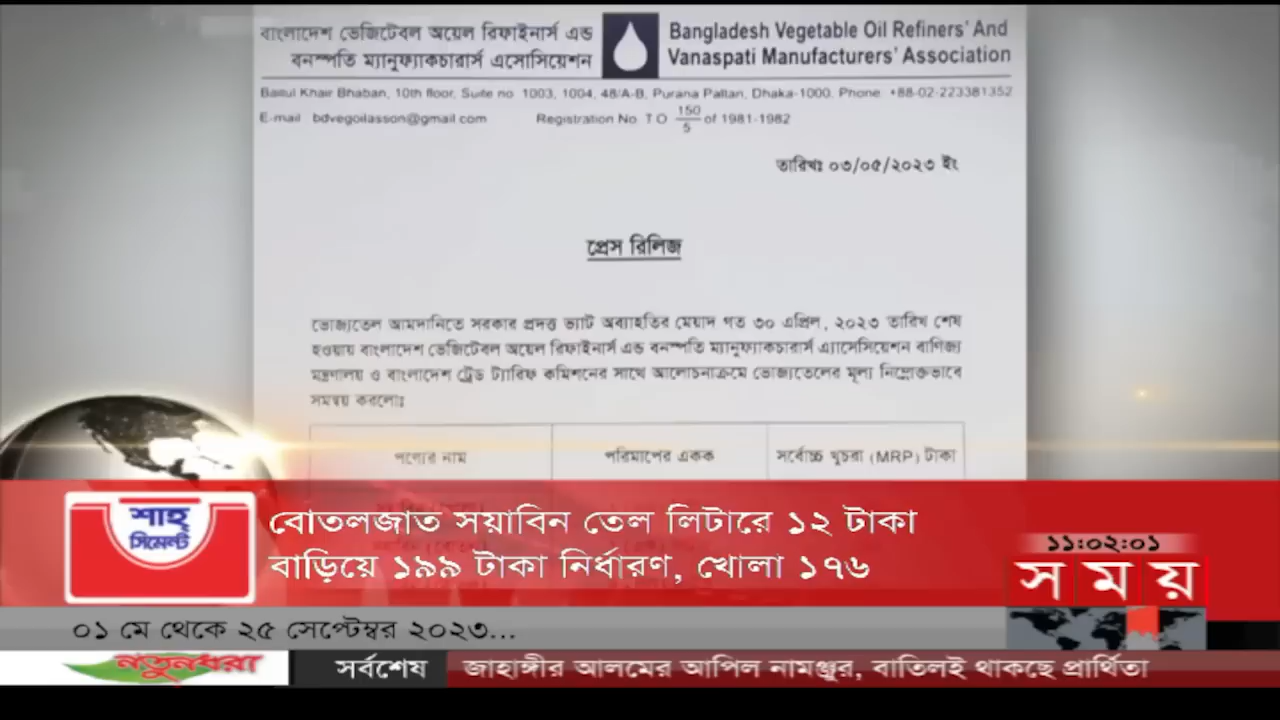 বাংলাদেশ ভেজিটেবল অয়েল রিফাইনার্স এন্ড
বনস্পতি ম্যানুফ্যাকচারার্স এসোসিয়েশন
Bangladesh Vegetable Oil Refiners' And
Vanaspati Manufacturers' Association
Baitul Khair Bhaban, 10th floor, Suite no. 1003, 1004, 48/A-B, Purana Paltan, Dhaka-1000. Phone: +88-02-223381352
E-mail bdvegoilasson@gmail.com Registration No. T O 150/5 of 1981-1982
তারিখঃ ০৩/০৫/২০২৩ ইং
প্রেস রিলিজ
ভোজ্যতেল আমদানিতে সরকার প্রদত্ত ভ্যাট অব্যাহতির মেয়াদ গত ৩০ এপ্রিল, ২০২৩ তারিখ শেষ
হওয়ায় বাংলাদেশ ভেজিটেবল অয়েল রিফাইনার্স এন্ড বনস্পতি ম্যানুফ্যাকচারার্স এ্যাসেসিয়েশন বাণিজ্য
মন্ত্রণালয় ও বাংলাদেশ ট্রেড ট্যারিফ কমিশনের সাথে আলোচনাক্রমে ভোজ্যতেলের মূল্য নিম্নোক্তভাবে
সমন্বয় করলোঃ
পণ্যের নাম পরিমাপের একক সর্বোচ্চ খুচরা (MRP) টাকা
শাহ্
সিমেন্ট
বোতলজাত সয়াবিন তেল লিটারে ১২ টাকা
বাড়িয়ে ১৯৯ টাকা নির্ধারণ, খোলা ১৭৬
১১:০২:০১
সময়
০১ মে থেকে ২৫ সেপ্টেম্বর ২০২৩...
নতুনধরা
সর্বশেষ জাহাঙ্গীর আলমের আপিল নামঞ্জুর, বাতিলই থাকছে প্রার্থিতা